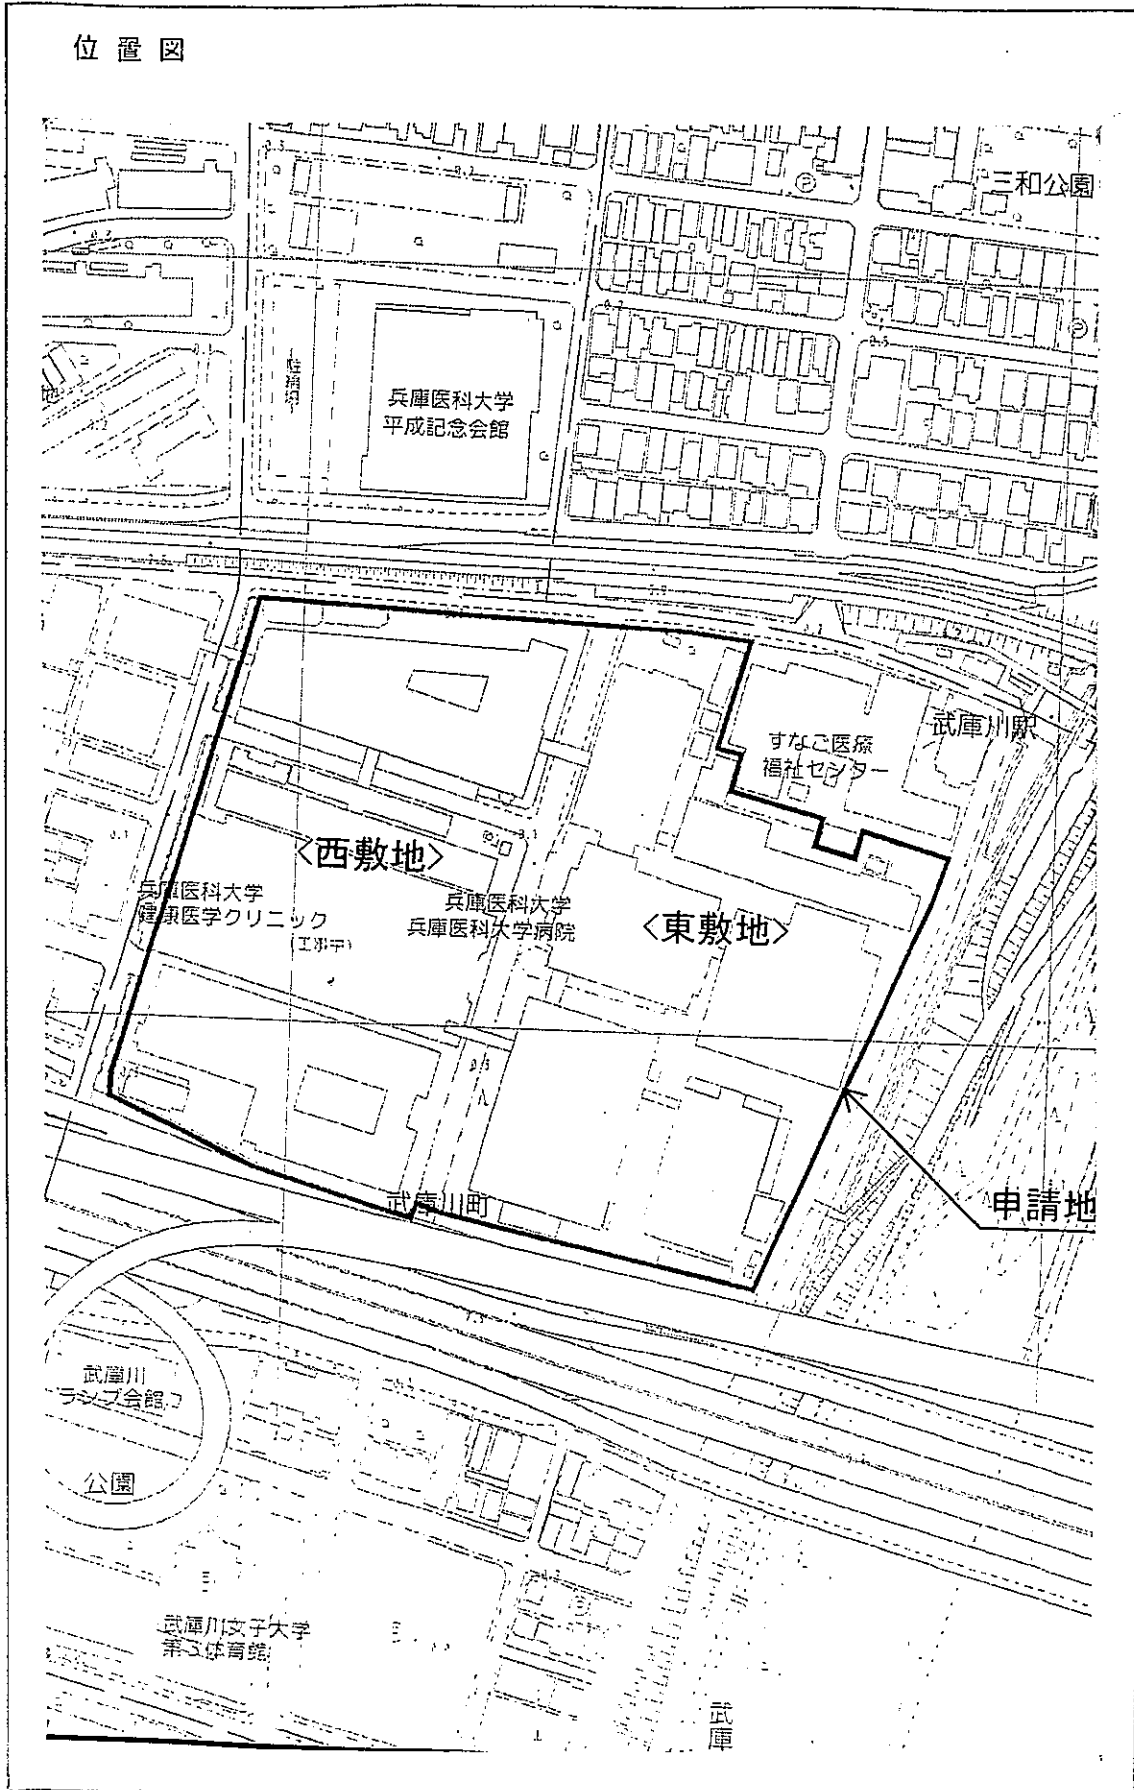 位置図
三和公園
兵庫医科大学
平成記念会館
武庫川駅
すなご医療
福祉センター
〈西敷地〉
兵庫医科大学
健康医学クリニック
(工事中)
兵庫医科大学
兵庫医科大学病院
〈東敷地〉
申請地
武庫川町
武庫川
公園
武庫川女子大学
武
庫